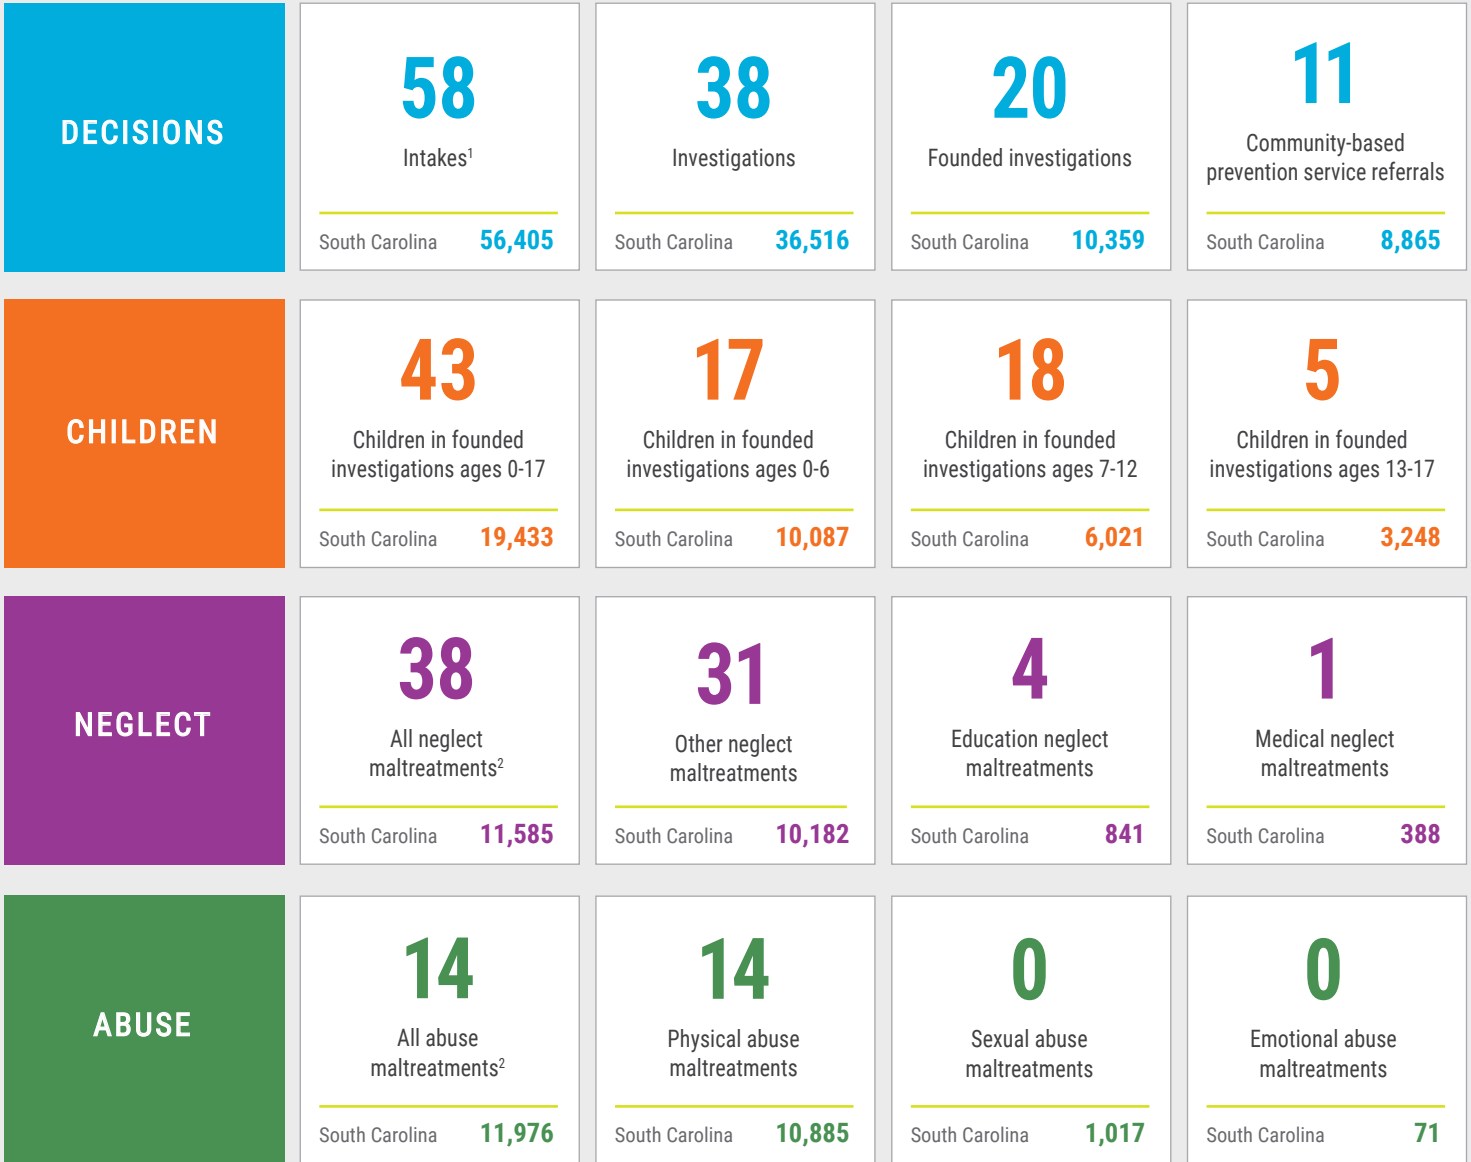 DECISIONS
58
Intakes1
South Carolina 56,405
38
Investigations
South Carolina 36,516
20
Founded investigations
South Carolina 10,359
11
Community-based
prevention service referrals
South Carolina 8,865
CHILDREN
43
Children in founded
investigations ages 0-17
South Carolina 19,433
17
Children in founded
investigations ages 0-6
South Carolina 10,087
18
Children in founded
investigations ages 7-12
South Carolina 6,021
5
Children in founded
investigations ages 13-17
South Carolina 3,248
NEGLECT
38
All neglect
maltreatments2
South Carolina 11,585
31
Other neglect
maltreatments
South Carolina 10,182
4
Education neglect
maltreatments
South Carolina 841
1
Medical neglect
maltreatments
South Carolina 388
ABUSE
14
All abuse
maltreatments2
South Carolina 11,976
14
Physical abuse
maltreatments
South Carolina 10,885
0
Sexual abuse
maltreatments
South Carolina 1,017
0
Emotional abuse
maltreatments
South Carolina 71